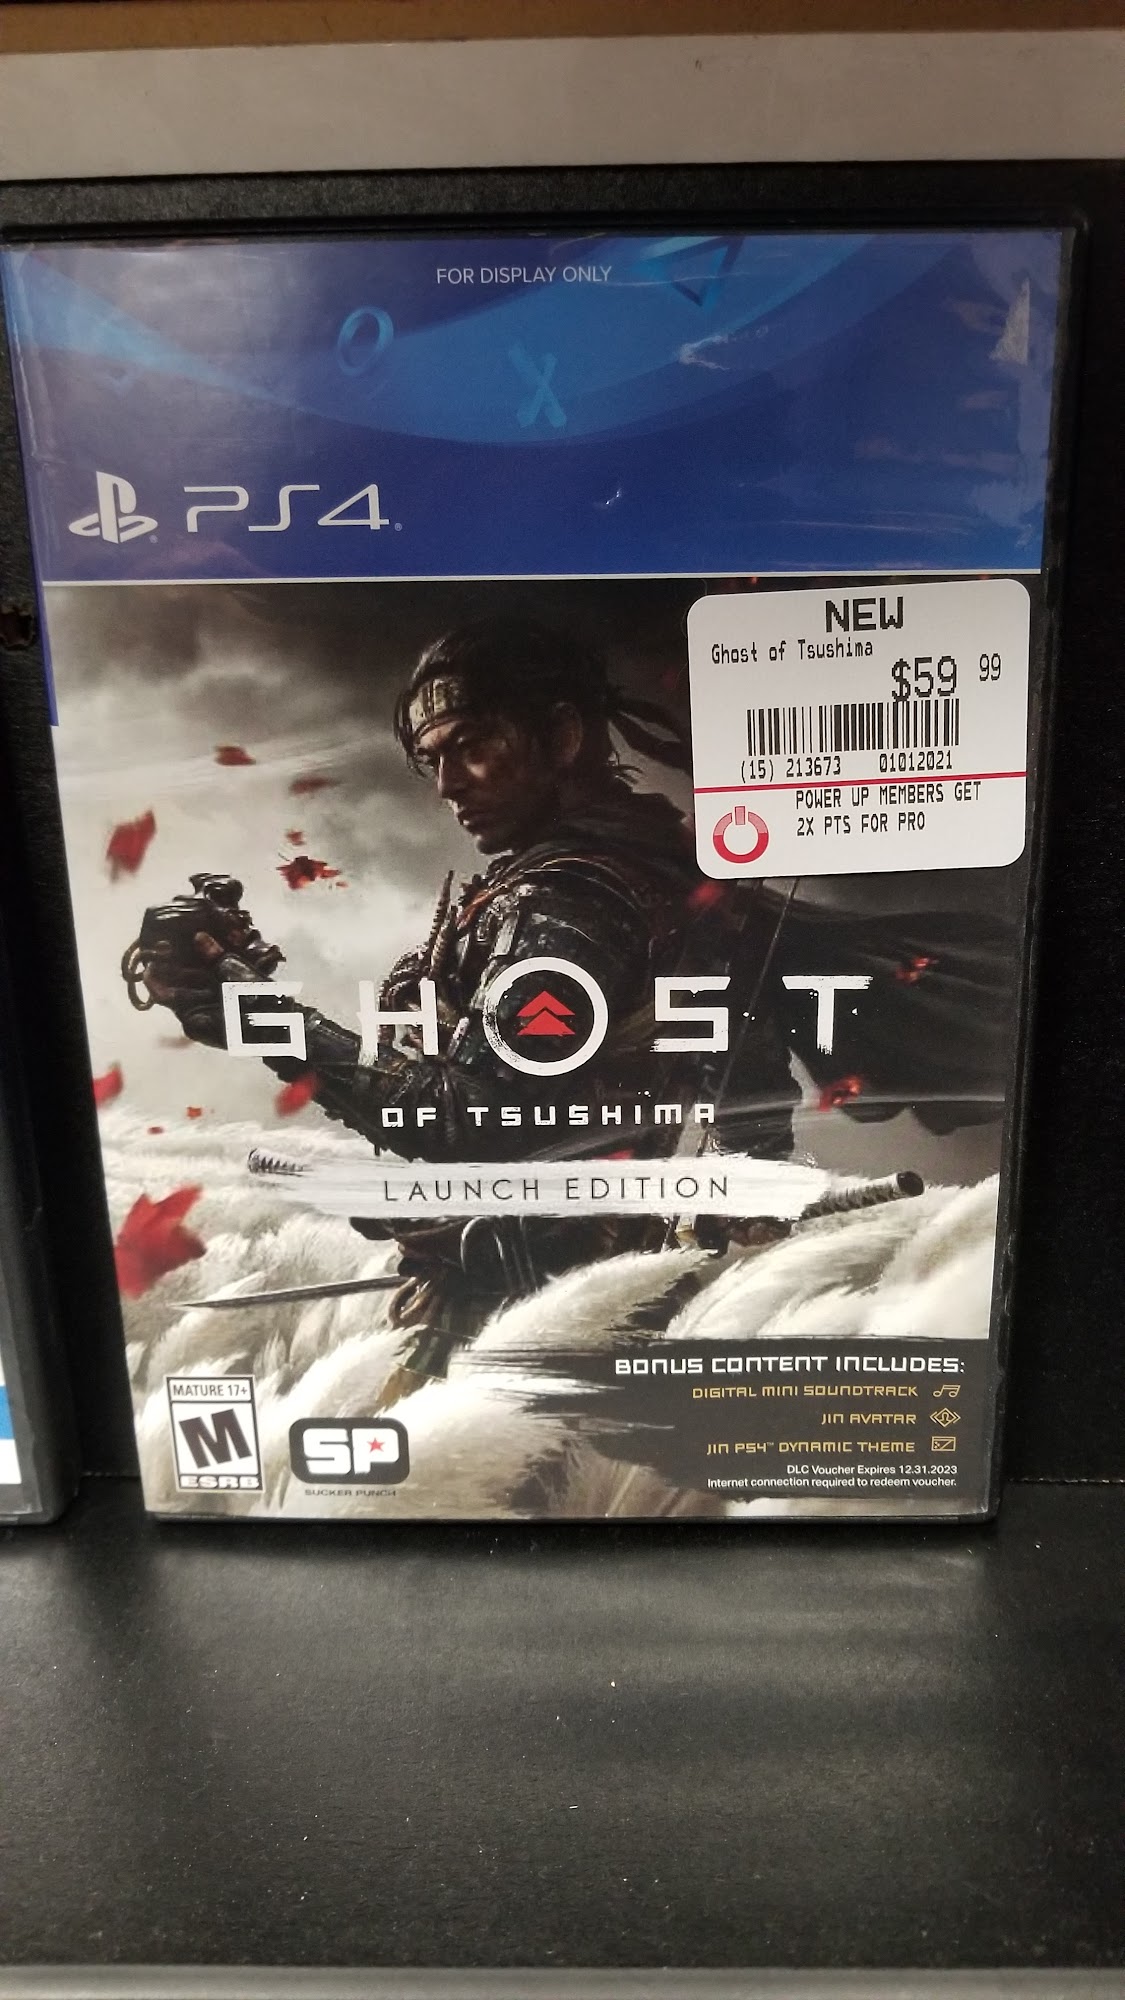 FOR DISPLAY ONLY
PS4®
NEW
Ghost of Tsushima
$59 99
(15) 213673 01012021
POWER UP MEMBERS GET
2X PTS FOR PRO
GHOST
OF TSUSHIMA
LAUNCH EDITION
BONUS CONTENT INCLUDES:
DIGITAL MINI SOUNDTRACK
JIN AVATAR
JIN PS4™ DYNAMIC THEME
DLC Voucher Expires 12.31.2023
Internet connection required to redeem voucher.
MATURE 17+
M
ESRB
SP
SUCKER PUNCH